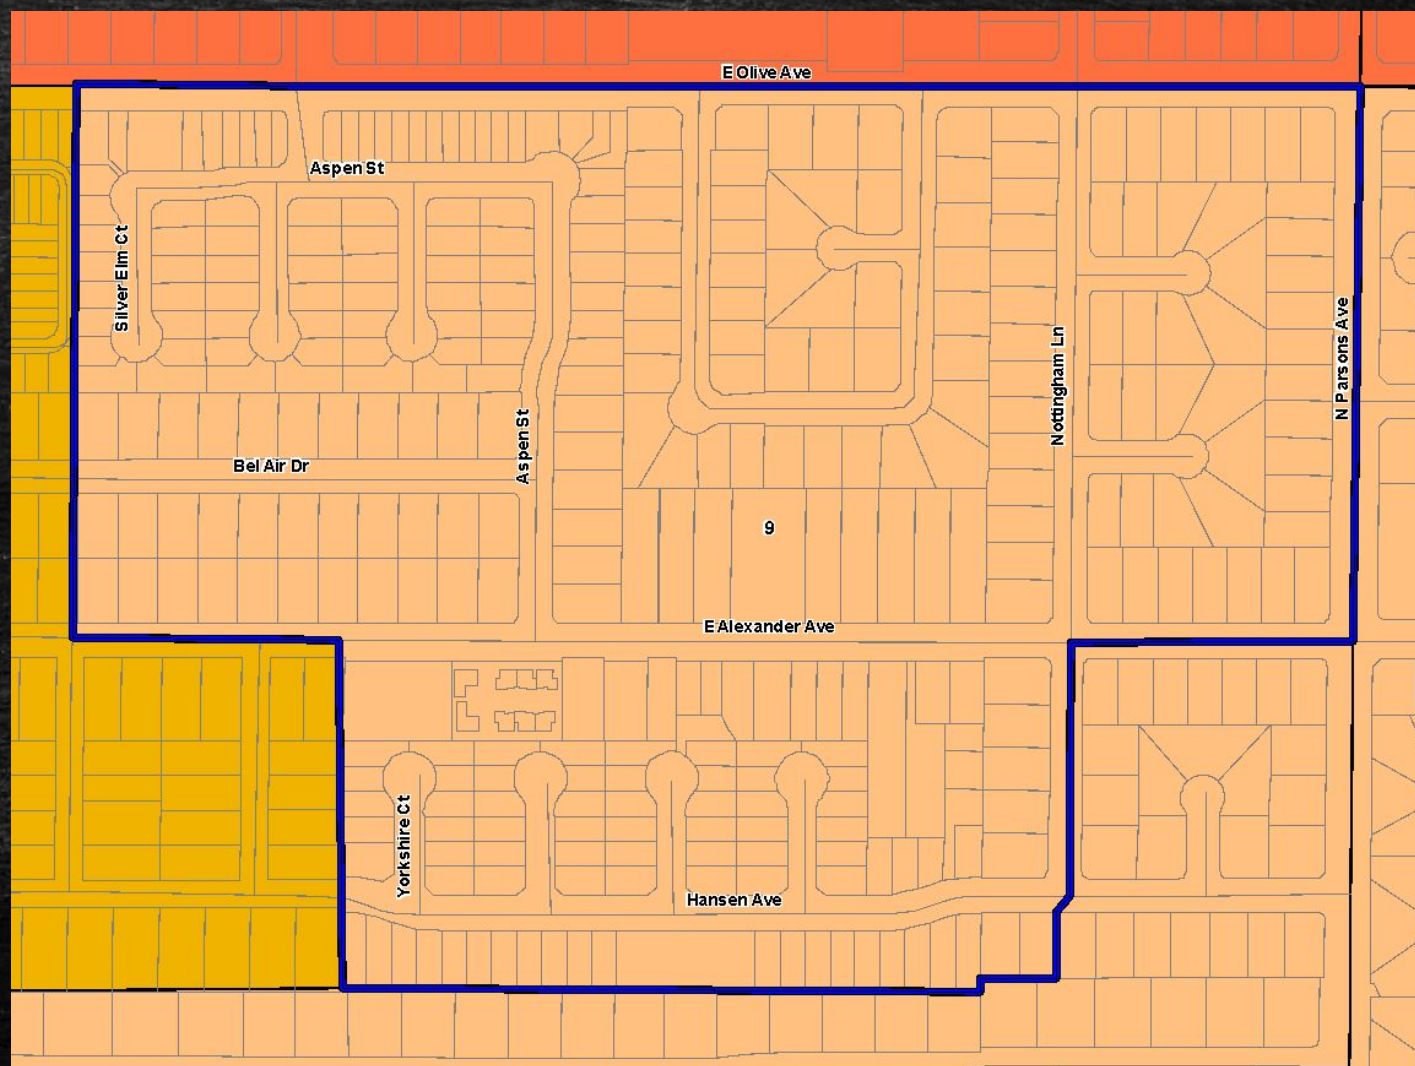 E Olive Ave
Aspen St
Silver Elm Ct
Nottingham Ln
N Parsons Ave
Aspen St
Bel Air Dr
9
E Alexander Ave
Yorkshire Ct
Hansen Ave